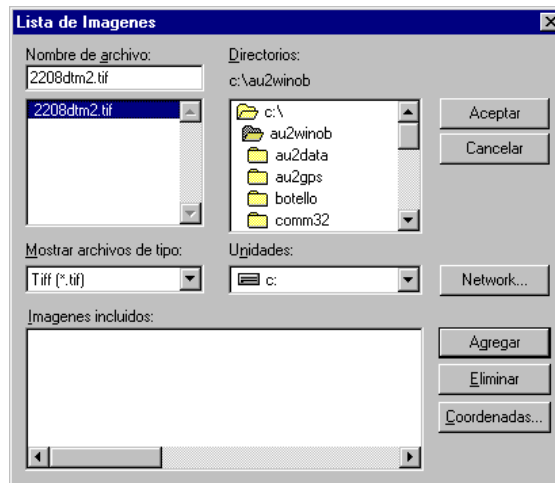 Lista de Imagenes
Nombre de archivo:
2208dtm2.tif
2208dtm2.tif
Directorios:
c:\au2winob
c:\
au2winob
au2data
au2gps
botello
comm32
Aceptar
Cancelar
Mostrar archivos de tipo:
Tiff (*.tif)
Unidades:
c:
Network...
Imagenes incluidos:
Agregar
Eliminar
Coordenadas...